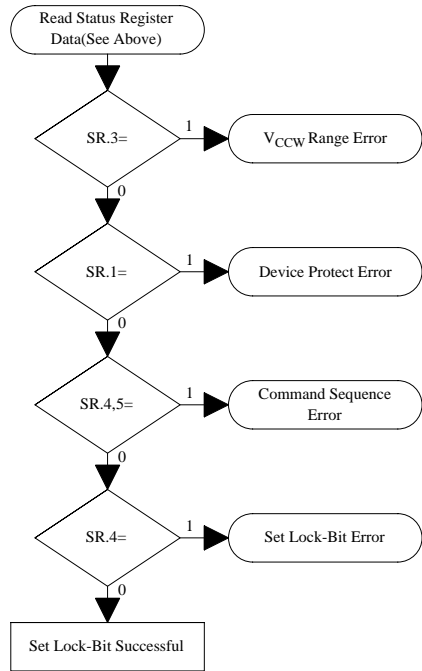 Read Status Register
Data(See Above)
SR.3=
1
VCCW Range Error
0
SR.1=
1
Device Protect Error
0
SR.4,5=
1
Command Sequence
Error
0
SR.4=
1
Set Lock-Bit Error
0
Set Lock-Bit Successful